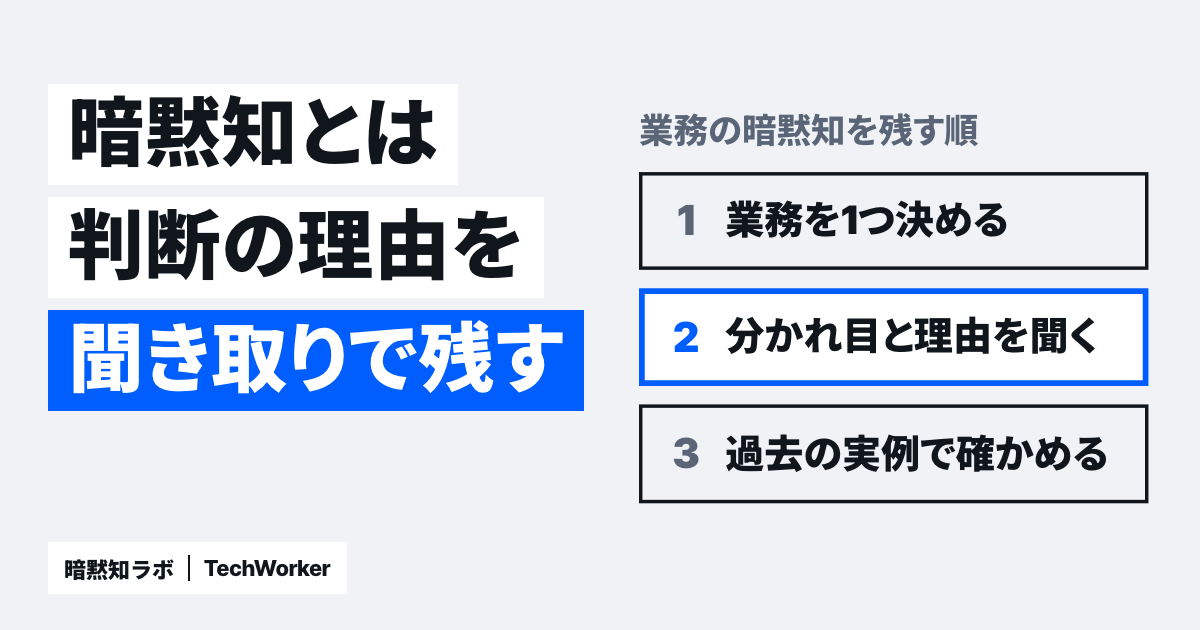 暗黙知とは
判断の理由を
聞き取りで残す
業務の暗黙知を残す順
1 業務を1つ決める
2 分かれ目と理由を聞く
3 過去の実例で確かめる
暗黙知ラボ | TechWorker